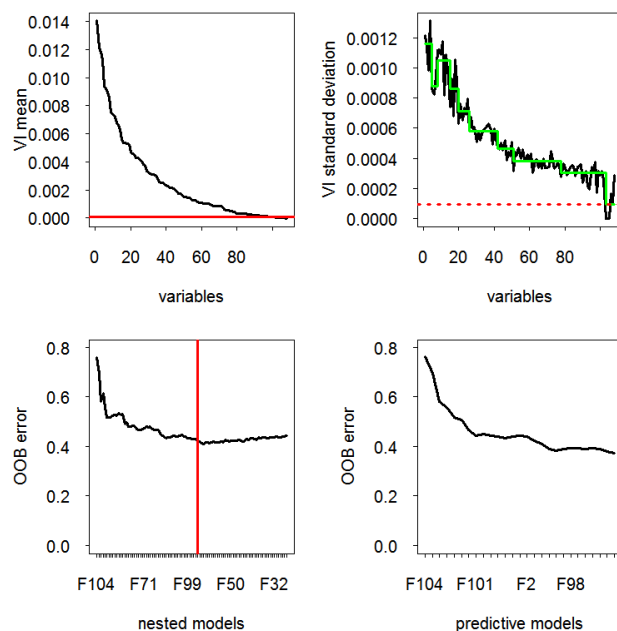 VI mean
0.014
0.012
0.010
0.008
0.006
0.004
0.002
0.000
0 20 40 60 80
variables
VI standard deviation
0.0012
0.0010
0.0008
0.0006
0.0004
0.0002
0.0000
0 20 40 60 80
variables
OOB error
0.8
0.6
0.4
0.2
0.0
F104 F71 F99 F50 F32
nested models
OOB error
0.8
0.6
0.4
0.2
0.0
F104 F101 F2 F98
predictive models